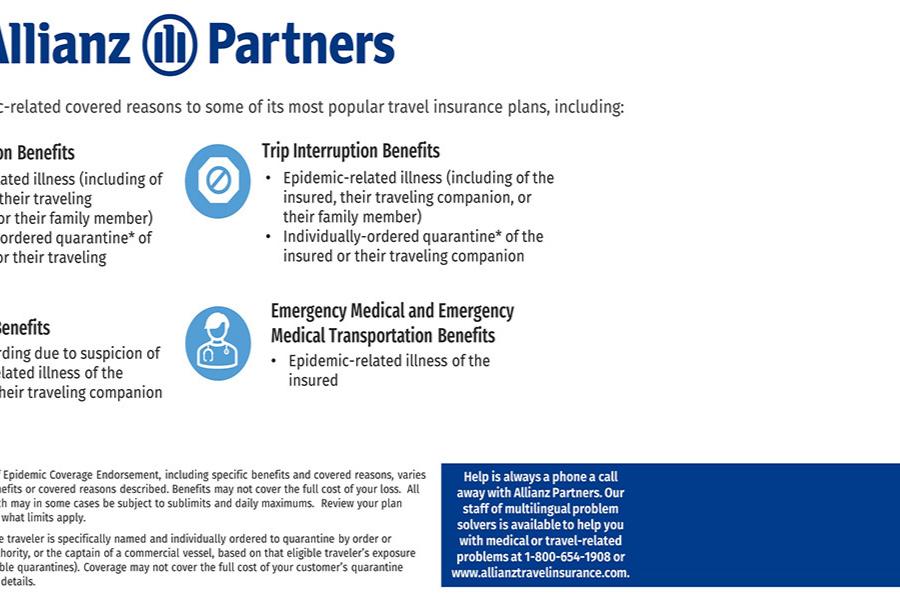 Allianz Partners
c-related covered reasons to some of its most popular travel insurance plans, including:
on Benefits
ated illness (including of
their traveling
or their family member)
ordered quarantine* of
or their traveling
Trip Interruption Benefits
• Epidemic-related illness (including of the
insured, their traveling companion, or
their family member)
• Individually-ordered quarantine* of the
insured or their traveling companion
Benefits
rding due to suspicion of
lated illness of the
heir traveling companion
Emergency Medical and Emergency
Medical Transportation Benefits
• Epidemic-related illness of the
insured
f Epidemic Coverage Endorsement, including specific benefits and covered reasons, varies
nefits or covered reasons described. Benefits may not cover the full cost of your loss. All
h may in some cases be subject to sublimits and daily maximums. Review your plan
what limits apply.
e traveler is specifically named and individually ordered to quarantine by order or
hority, or the captain of a commercial vessel, based on that eligible traveler's exposure
ble quarantines). Coverage may not cover the full cost of your customer's quarantine
details.
Help is always a phone a call
away with Allianz Partners. Our
staff of multilingual problem
solvers is available to help you
with medical or travel-related
problems at 1-800-654-1908 or
www.allianztravelinsurance.com.